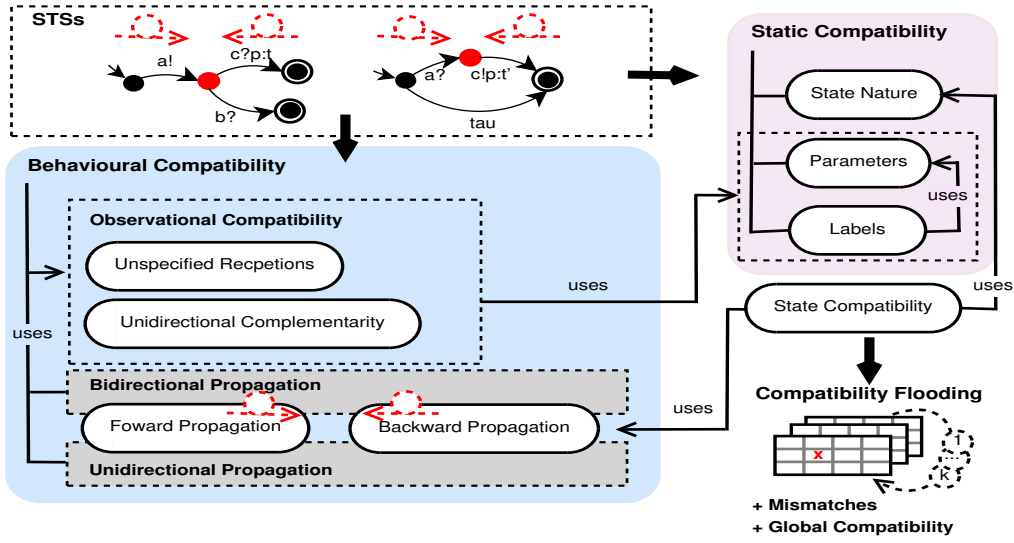 STSs
a!
c?p:t
b?
a?
c!p:t'
tau
Static Compatibility
State Nature
Parameters
uses
Labels
uses
State Compatibility
Behavioural Compatibility
Observational Compatibility
Unspecified Recpetions
Unidirectional Complementarity
uses
uses
Bidirectional Propagation
Foward Propagation
Backward Propagation
Unidirectional Propagation
uses
Compatibility Flooding
x
1
...
k
+ Mismatches
+ Global Compatibility